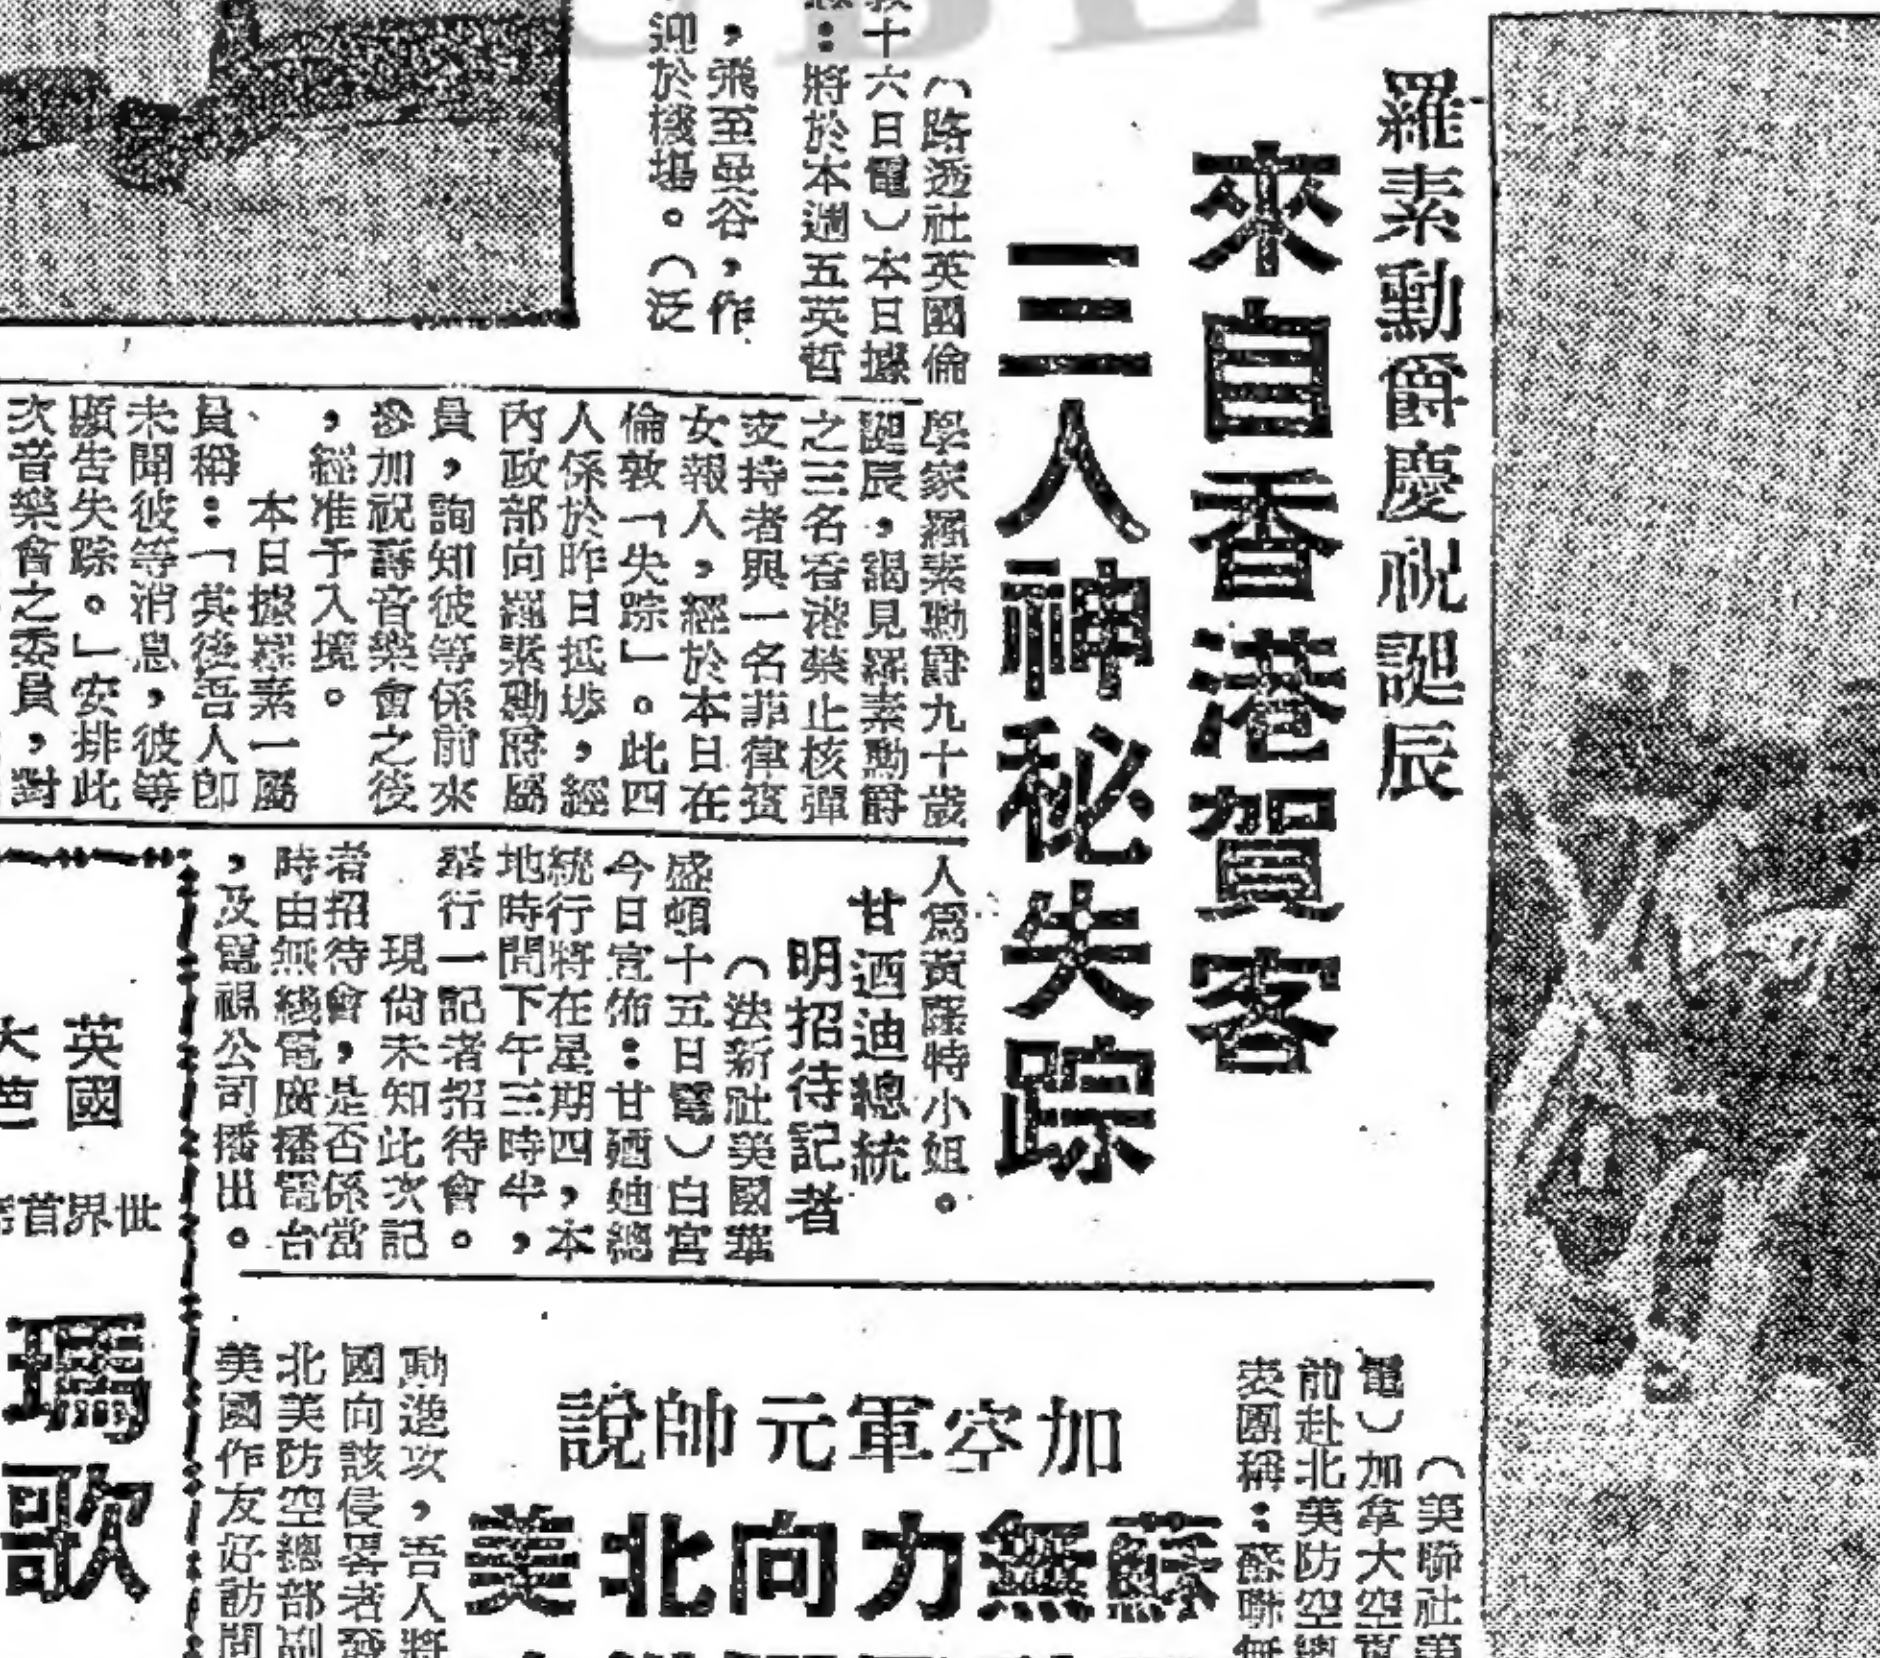 羅素勳爵慶祝誕辰
來自香港賀客
三人神秘失踪
（路透社英國倫
敦十六日電）本日據
悉：將於本週五英哲
學家羅素勳爵九十歲
誕辰，謁見羅素勳爵
之三名香港禁止核彈
支持者與一名菲律賓
女報人，經於本日在
倫敦「失踪」。此四
人係於昨日抵埗，經
內政部向羅素勳爵屬
員，詢知彼等係前來
參加祝壽音樂會之後
，經准予入境。
本日據羅素一屬
員稱：「其後吾人卽
未聞彼等消息，彼等
顯吿失踪。」安排此
次音樂會之委員，對
人為黃薩特小姐。
，飛至曼谷，作
迎於機場。（泛
甘迺迪總統
明招待記者
（法新社美國華
盛頓十五日電）白宮
今日宣佈：甘迺迪總
統行將在星期四，本
地時間下午三時半，
舉行一記者招待會。
現尙未知此次記
者招待會，是否係當
時由無綫電廣播電台
，及電視公司播出。
加空軍元帥說
蘇無力向北美
（美聯社
電）加拿大空軍
前赴北美防空總
表團稱：蘇聯無
動進攻，吾人將
國向該侵畧者發
北美防空總部副
美國作友好訪問
英國
大芭
世界首席
瑪
歌